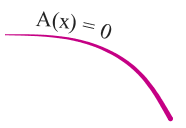 A(x) = 0